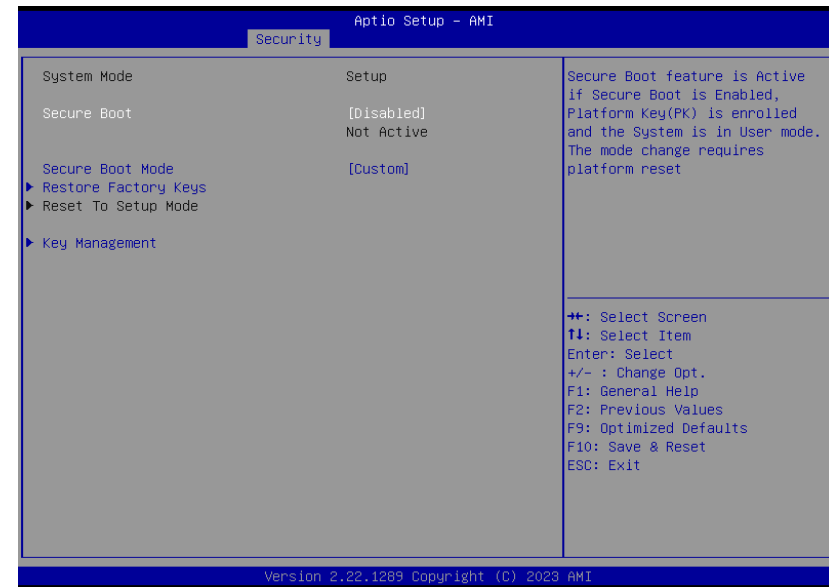 Aptio Setup - AMI
Security
System Mode Setup
Secure Boot [Disabled]
Not Active
Secure Boot Mode [Custom]
▶ Restore Factory Keys
▶ Reset To Setup Mode
▶ Key Management
Secure Boot feature is Active
if Secure Boot is Enabled,
Platform Key(PK) is enrolled
and the System is in User mode.
The mode change requires
platform reset
→←: Select Screen
↑↓: Select Item
Enter: Select
+/- : Change Opt.
F1: General Help
F2: Previous Values
F9: Optimized Defaults
F10: Save & Reset
ESC: Exit
Version 2.22.1289 Copyright (C) 2023 AMI